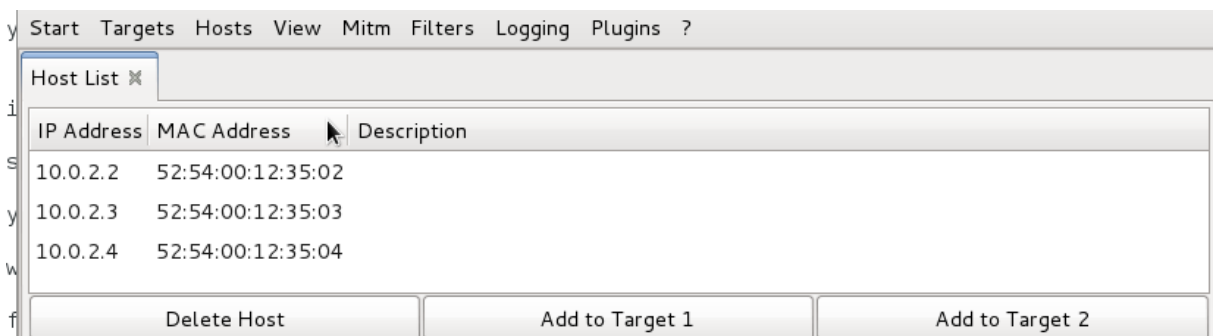 Start Targets Hosts View Mitm Filters Logging Plugins ?
Host List
IP Address MAC Address Description
10.0.2.2 52:54:00:12:35:02
10.0.2.3 52:54:00:12:35:03
10.0.2.4 52:54:00:12:35:04
Delete Host Add to Target 1 Add to Target 2